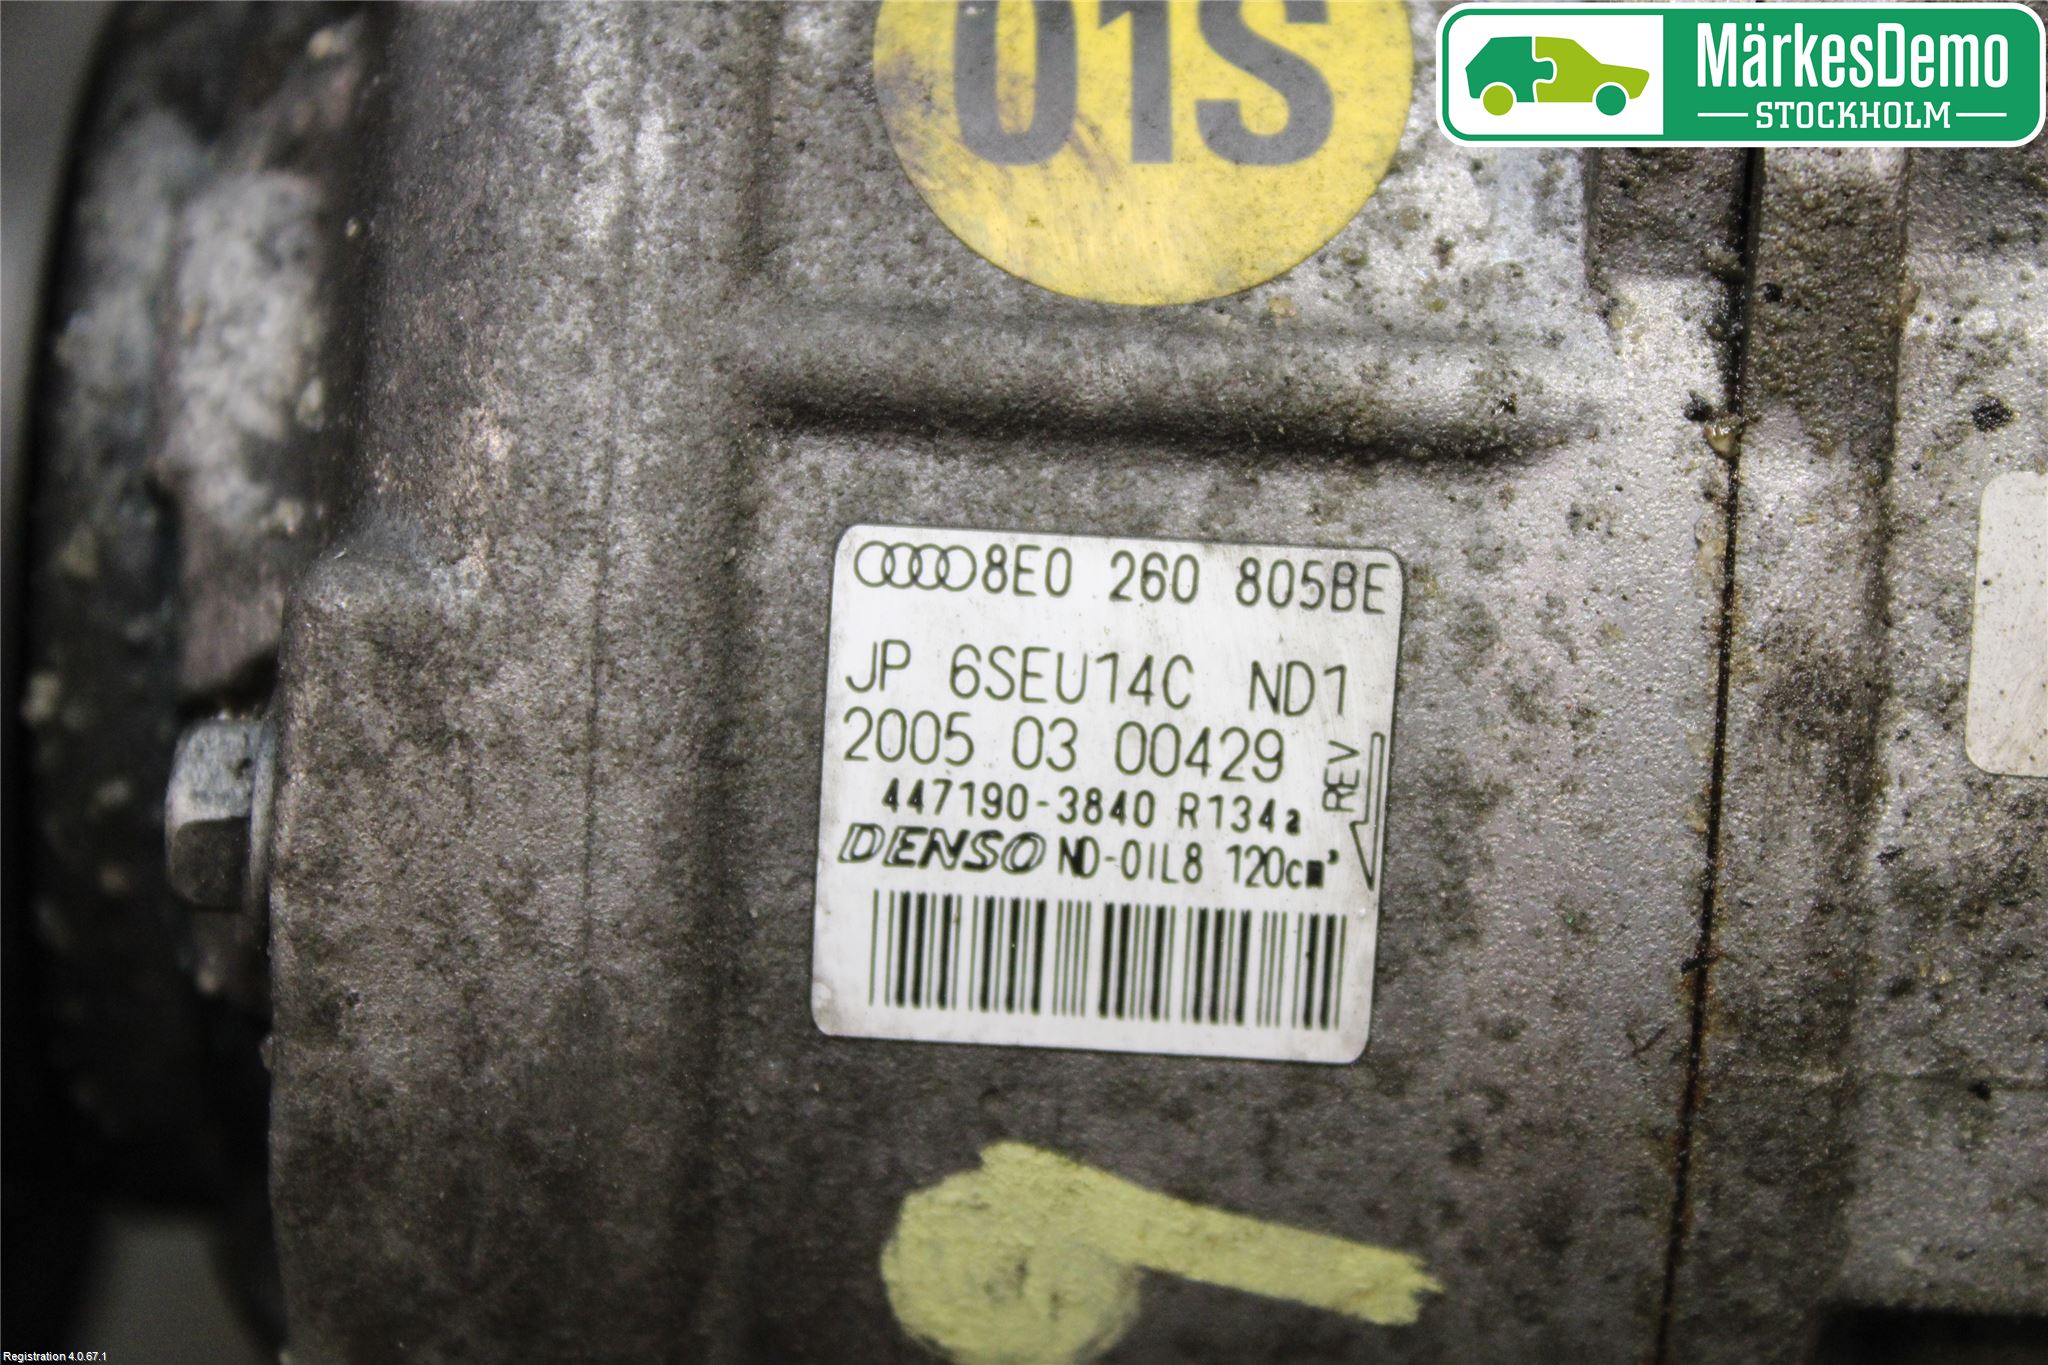 01S
MärkesDemo
STOCKHOLM
8E0 260 805BE
JP 6SEU14C ND1
2005 03 00429
REV
447190-3840 R134a
DENSO ND-OIL8 120cm³
Registration 4.0.67.1